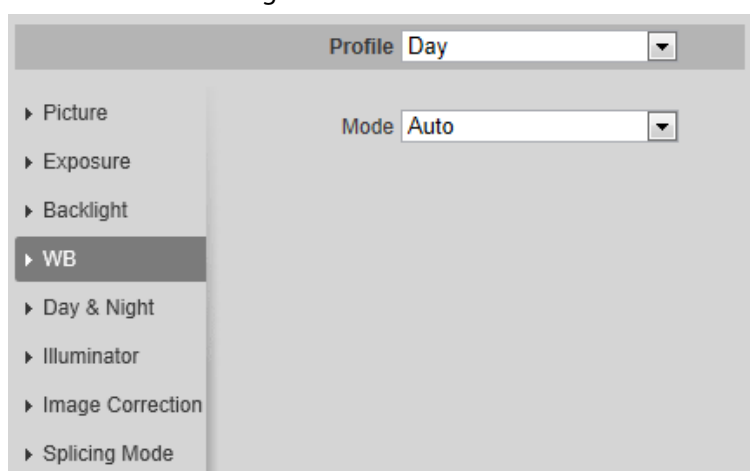 Profile Day
Mode Auto
Picture
Exposure
Backlight
WB
Day & Night
Illuminator
Image Correction
Splicing Mode